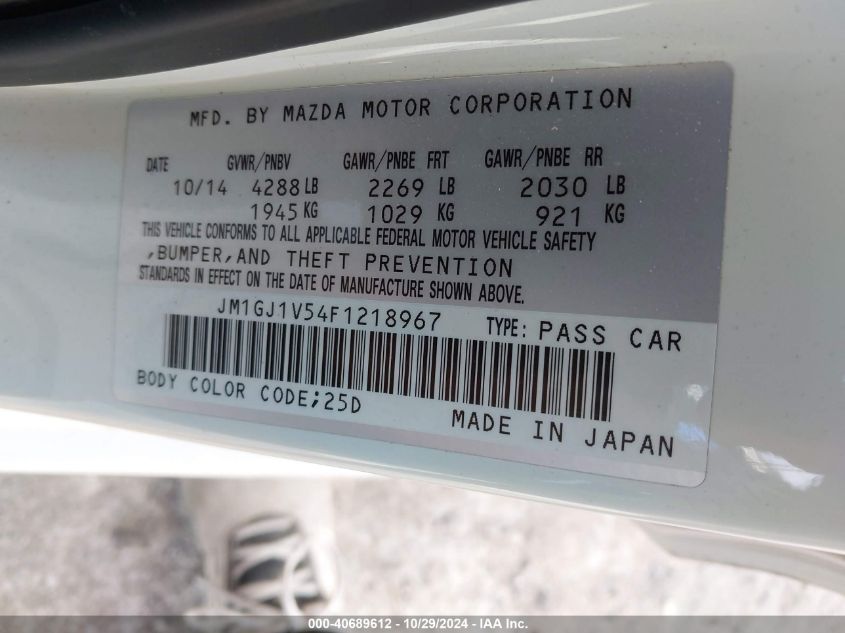 MFD. BY MAZDA MOTOR CORPORATION
DATE GVWR/PNBV GAWR/PNBE FRT GAWR/PNBE RR
10/14 4288 LB 2269 LB 2030 LB
1945 KG 1029 KG 921 KG
THIS VEHICLE CONFORMS TO ALL APPLICABLE FEDERAL MOTOR VEHICLE SAFETY
,BUMPER,AND THEFT PREVENTION
STANDARDS IN EFFECT ON THE DATE OF MANUFACTURE SHOWN ABOVE.
JM1GJ1V54F1218967 TYPE: PASS CAR
BODY COLOR CODE;25D
MADE IN JAPAN
000-40689612 - 10/29/2024 - IAA Inc.